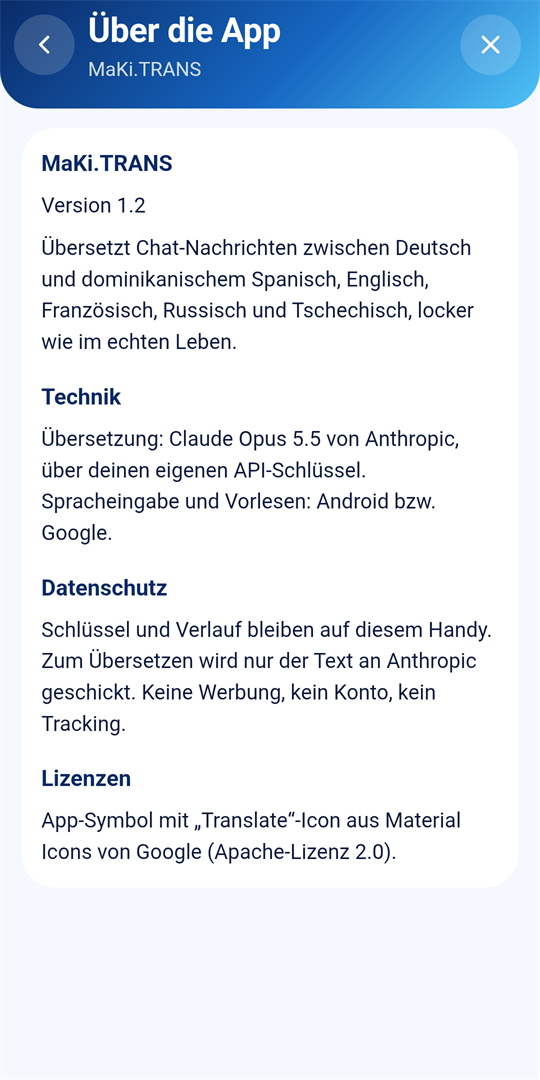 Über die App
MaKi.TRANS
MaKi.TRANS
Version 1.2
Übersetzt Chat-Nachrichten zwischen Deutsch
und dominikanischem Spanisch, Englisch,
Französisch, Russisch und Tschechisch, locker
wie im echten Leben.
Technik
Übersetzung: Claude Opus 5.5 von Anthropic,
über deinen eigenen API-Schlüssel.
Spracheingabe und Vorlesen: Android bzw.
Google.
Datenschutz
Schlüssel und Verlauf bleiben auf diesem Handy.
Zum Übersetzen wird nur der Text an Anthropic
geschickt. Keine Werbung, kein Konto, kein
Tracking.
Lizenzen
App-Symbol mit „Translate“-Icon aus Material
Icons von Google (Apache-Lizenz 2.0).